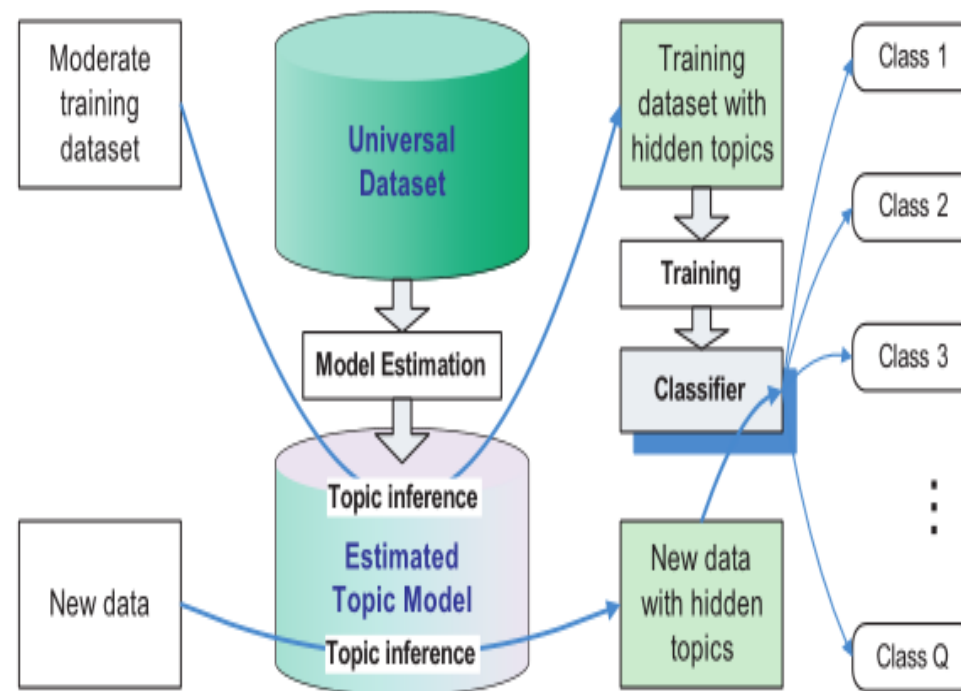 Moderate
training
dataset
Universal
Dataset
Training
dataset with
hidden topics
Class 1
Class 2
Training
Model Estimation
Classifier
Class 3
Topic inference
Estimated
Topic Model
Topic inference
New data
New data
with hidden
topics
Class Q